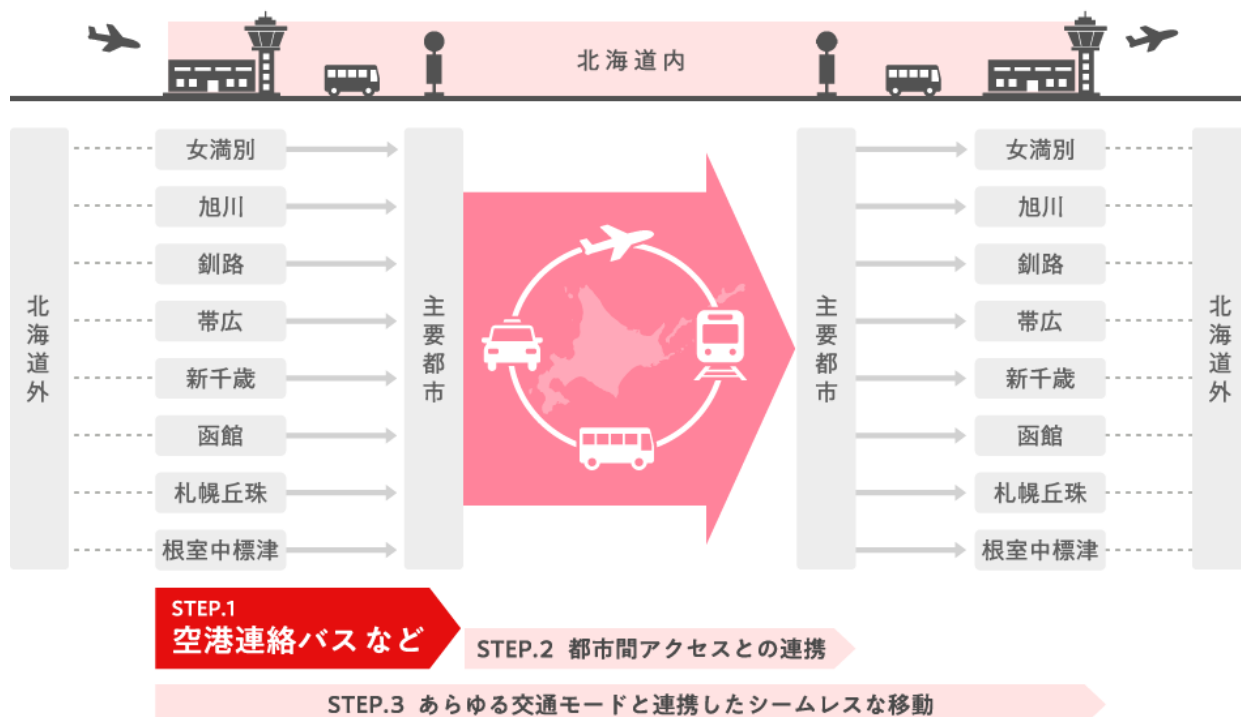 北海道内
北海道外
女満別
旭川
釧路
帯広
新千歳
函館
札幌丘珠
根室中標津
主要都市
主要都市
女満別
旭川
釧路
帯広
新千歳
函館
札幌丘珠
根室中標津
北海道外
STEP.1
空港連絡バス など
STEP.2 都市間アクセスとの連携
STEP.3 あらゆる交通モードと連携したシームレスな移動